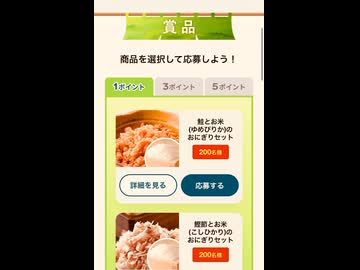 賞品
商品を選択して応募しよう！
1ポイント
3ポイント
5ポイント
鮭とお米
(ゆめぴりか)の
おにぎりセット
200名様
詳細を見る
応募する
鰹節とお米
(こしひかり)の
おにぎりセット
200名様